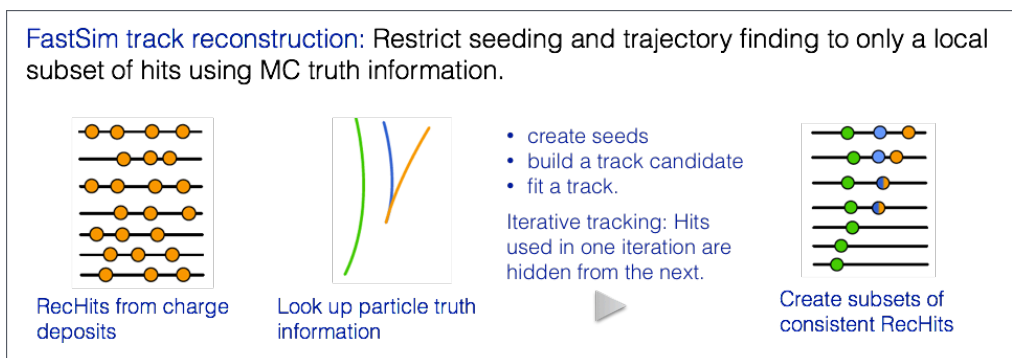 FastSim track reconstruction: Restrict seeding and trajectory finding to only a local
subset of hits using MC truth information.
RecHits from charge
deposits
Look up particle truth
information
• create seeds
• build a track candidate
• fit a track.
Iterative tracking: Hits
used in one iteration are
hidden from the next.
Create subsets of
consistent RecHits